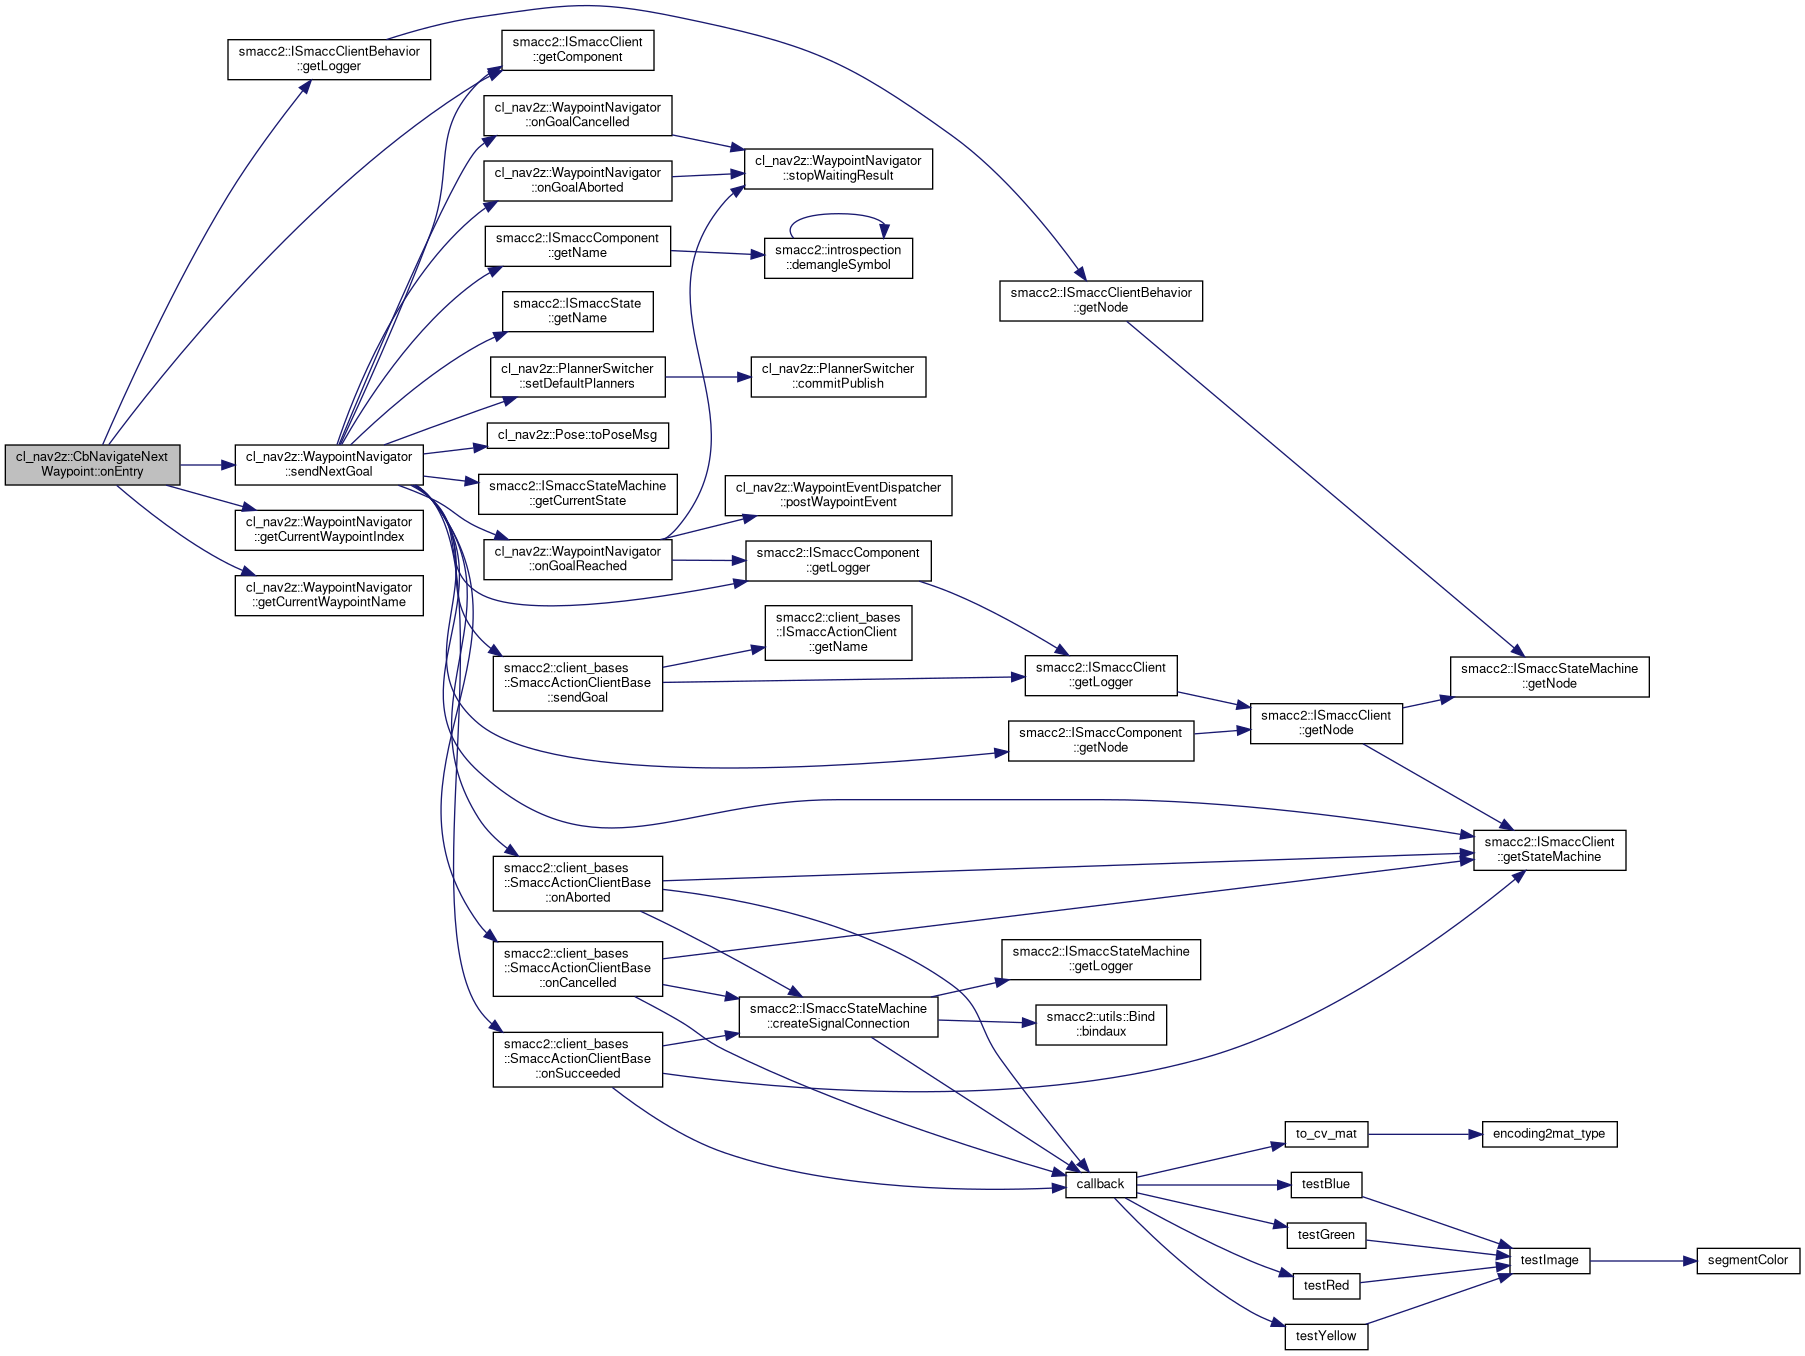 cl_nav2z::CbNavigateNext
Waypoint::onEntry
smacc2::ISmaccClientBehavior
::getLogger
cl_nav2z::WaypointNavigator
::sendNextGoal
cl_nav2z::WaypointNavigator
::getCurrentWaypointIndex
cl_nav2z::WaypointNavigator
::getCurrentWaypointName
smacc2::ISmaccClient
::getComponent
cl_nav2z::WaypointNavigator
::onGoalCancelled
cl_nav2z::WaypointNavigator
::onGoalAborted
smacc2::ISmaccComponent
::getName
smacc2::ISmaccState
::getName
cl_nav2z::PlannerSwitcher
::setDefaultPlanners
cl_nav2z::Pose::toPoseMsg
smacc2::ISmaccStateMachine
::getCurrentState
cl_nav2z::WaypointNavigator
::onGoalReached
smacc2::client_bases
::SmaccActionClientBase
::sendGoal
smacc2::client_bases
::SmaccActionClientBase
::onAborted
smacc2::client_bases
::SmaccActionClientBase
::onCancelled
smacc2::client_bases
::SmaccActionClientBase
::onSucceeded
cl_nav2z::WaypointNavigator
::stopWaitingResult
smacc2::introspection
::demangleSymbol
cl_nav2z::PlannerSwitcher
::commitPublish
cl_nav2z::WaypointEventDispatcher
::postWaypointEvent
smacc2::ISmaccComponent
::getLogger
smacc2::client_bases
::ISmaccActionClient
::getName
smacc2::ISmaccStateMachine
::createSignalConnection
smacc2::ISmaccClientBehavior
::getNode
smacc2::ISmaccClient
::getLogger
smacc2::ISmaccComponent
::getNode
smacc2::ISmaccStateMachine
::getLogger
smacc2::utils::Bind
::bindaux
callback
smacc2::ISmaccClient
::getNode
to_cv_mat
testBlue
testGreen
testRed
testYellow
smacc2::ISmaccStateMachine
::getNode
smacc2::ISmaccClient
::getStateMachine
encoding2mat_type
testImage
segmentColor